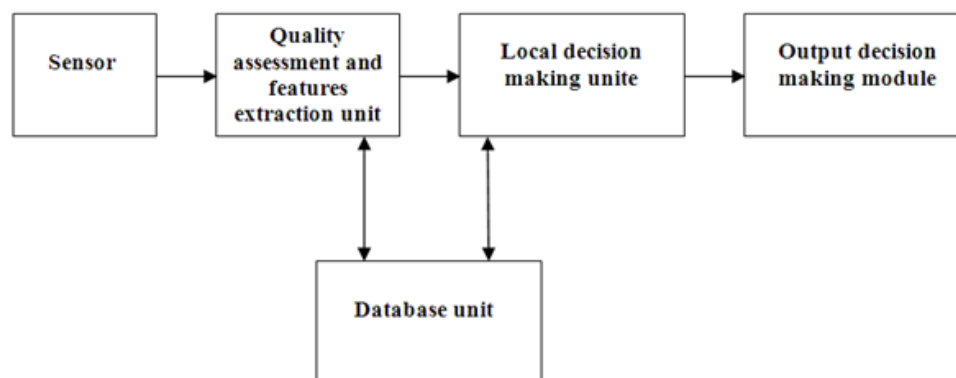 Sensor
Quality
assessment and
features
extraction unit
Local decision
making unite
Output decision
making module
Database unit